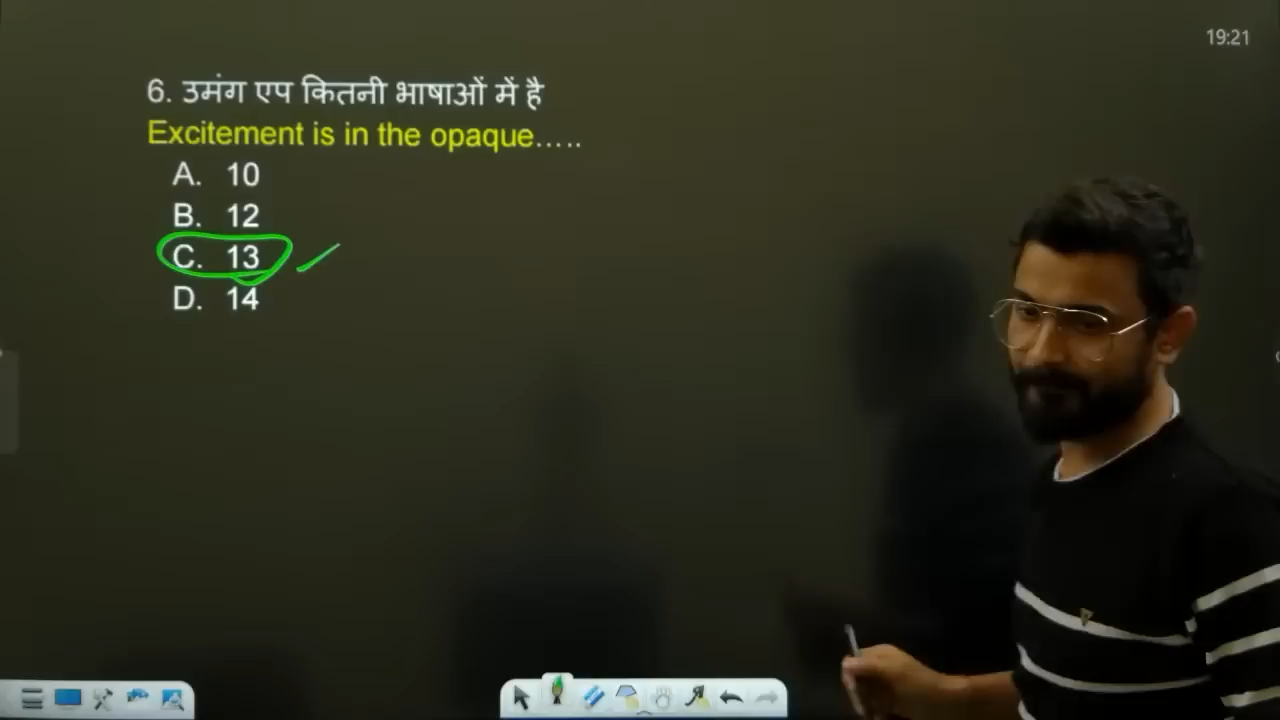 19:21
6. उमंग एप कितनी भाषाओं में है
Excitement is in the opaque.....
A. 10
B. 12
C. 13
D. 14